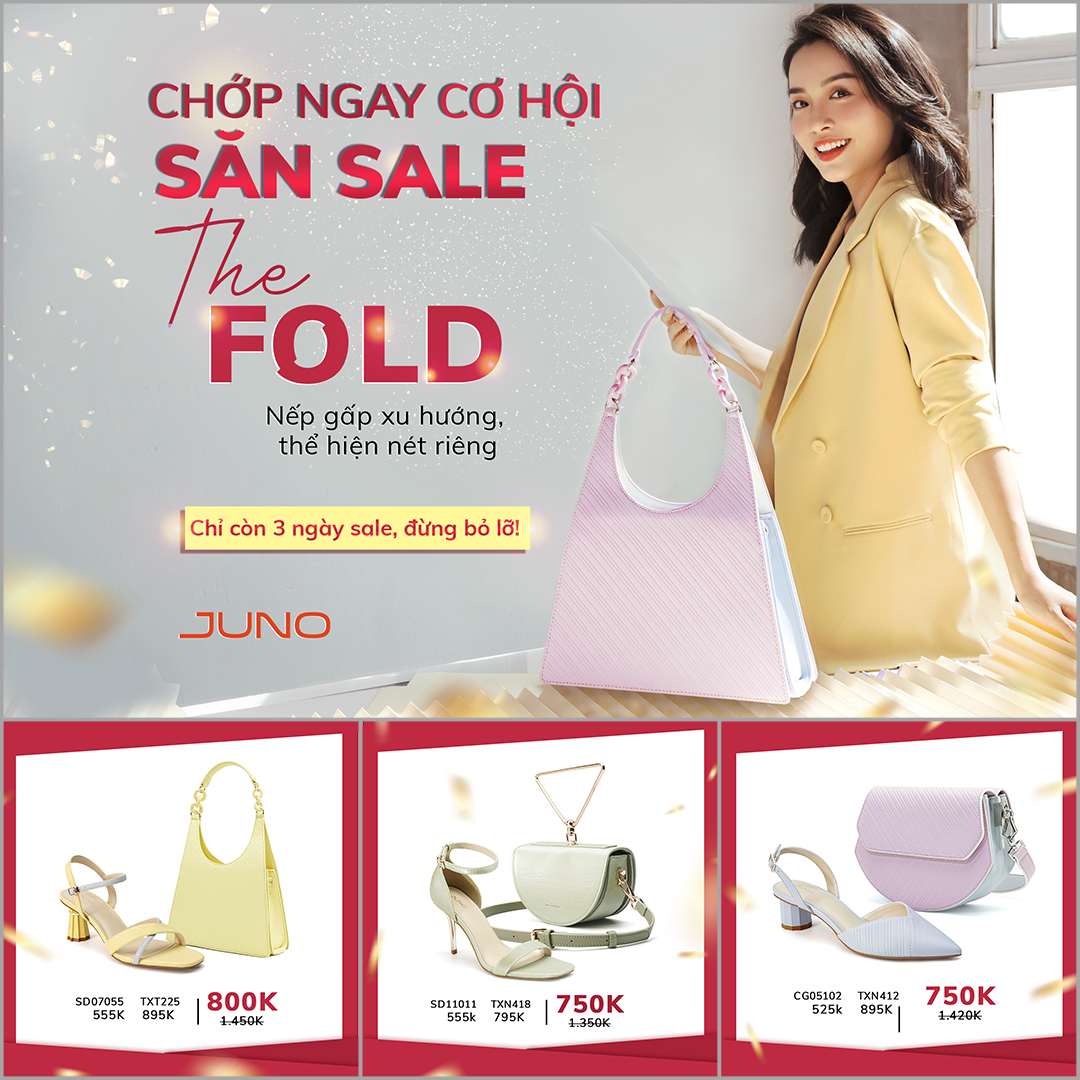 CHỚP NGAY CƠ HỘI
SĂN SALE
The
FOLD
Nếp gấp xu hướng,
thể hiện nét riêng
Chỉ còn 3 ngày sale, đừng bỏ lỡ!
JUNO
SD07055 TXT225 800K
555K 895K 1.450K
SD11011 TXN418 750K
555k 795K 1.350K
CG05102 TXN412 750K
525k 895K 1.420K